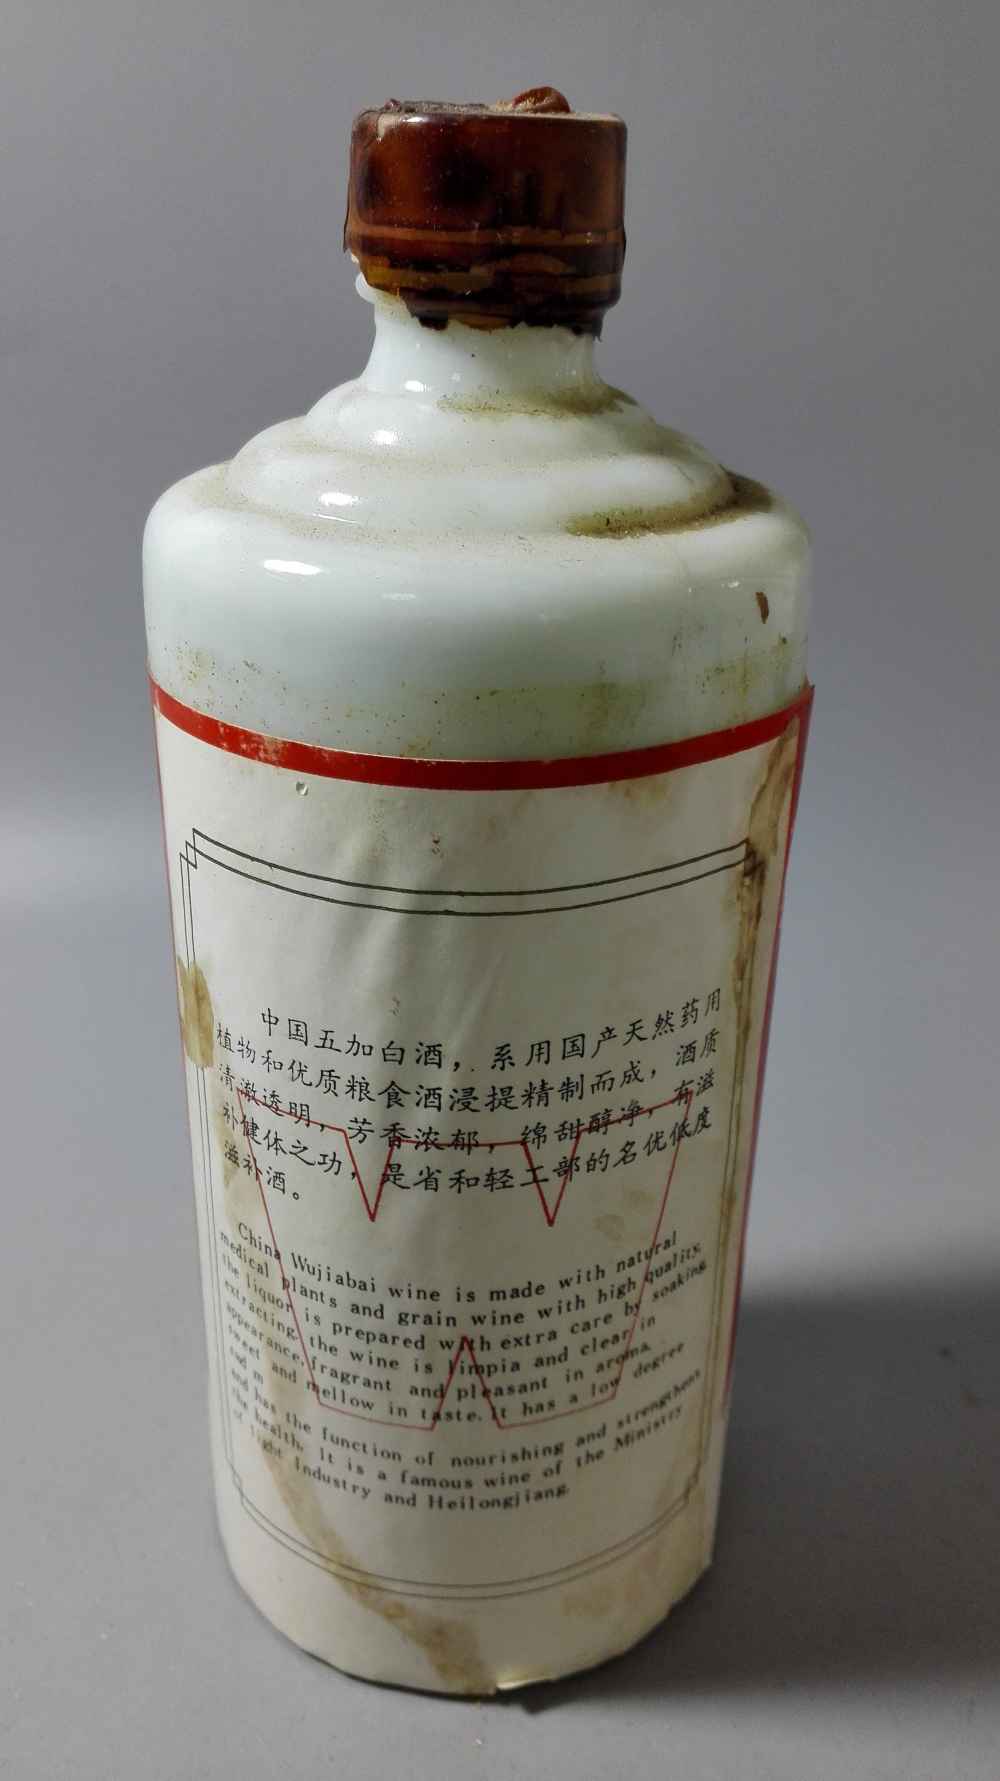 中国五加白酒，系用国产天然药用
植物和优质粮食酒浸提精制而成，酒质
清澈透明，芳香浓郁，绵甜醇净，有滋
补健体之功，是省和轻工部的名优低度
滋补酒。
China Wujiabai wine is made with natural
medical plants and grain wine with high quality,
the liquor is prepared with extra care by soaking
extracting. the wine is limpia and clear in
appearance, fragrant and pleasant in aroma.
sweet and mellow in taste. It has a low degree
and has the function of nourishing and strengthent
the health. It is a famous wine of the Ministry
of light Industry and Heilongjiang.